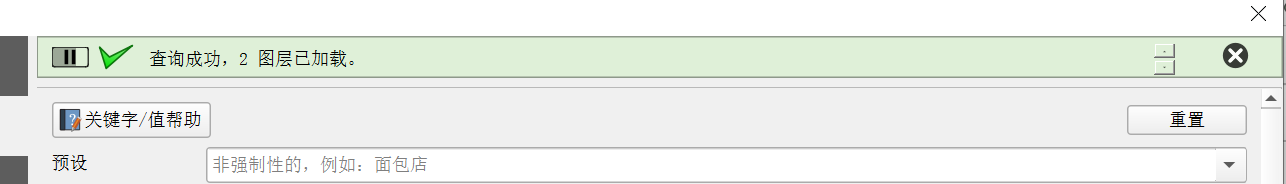 查询成功，2 图层已加载。
关键字/值帮助
重置
预设
非强制性的，例如：面包店